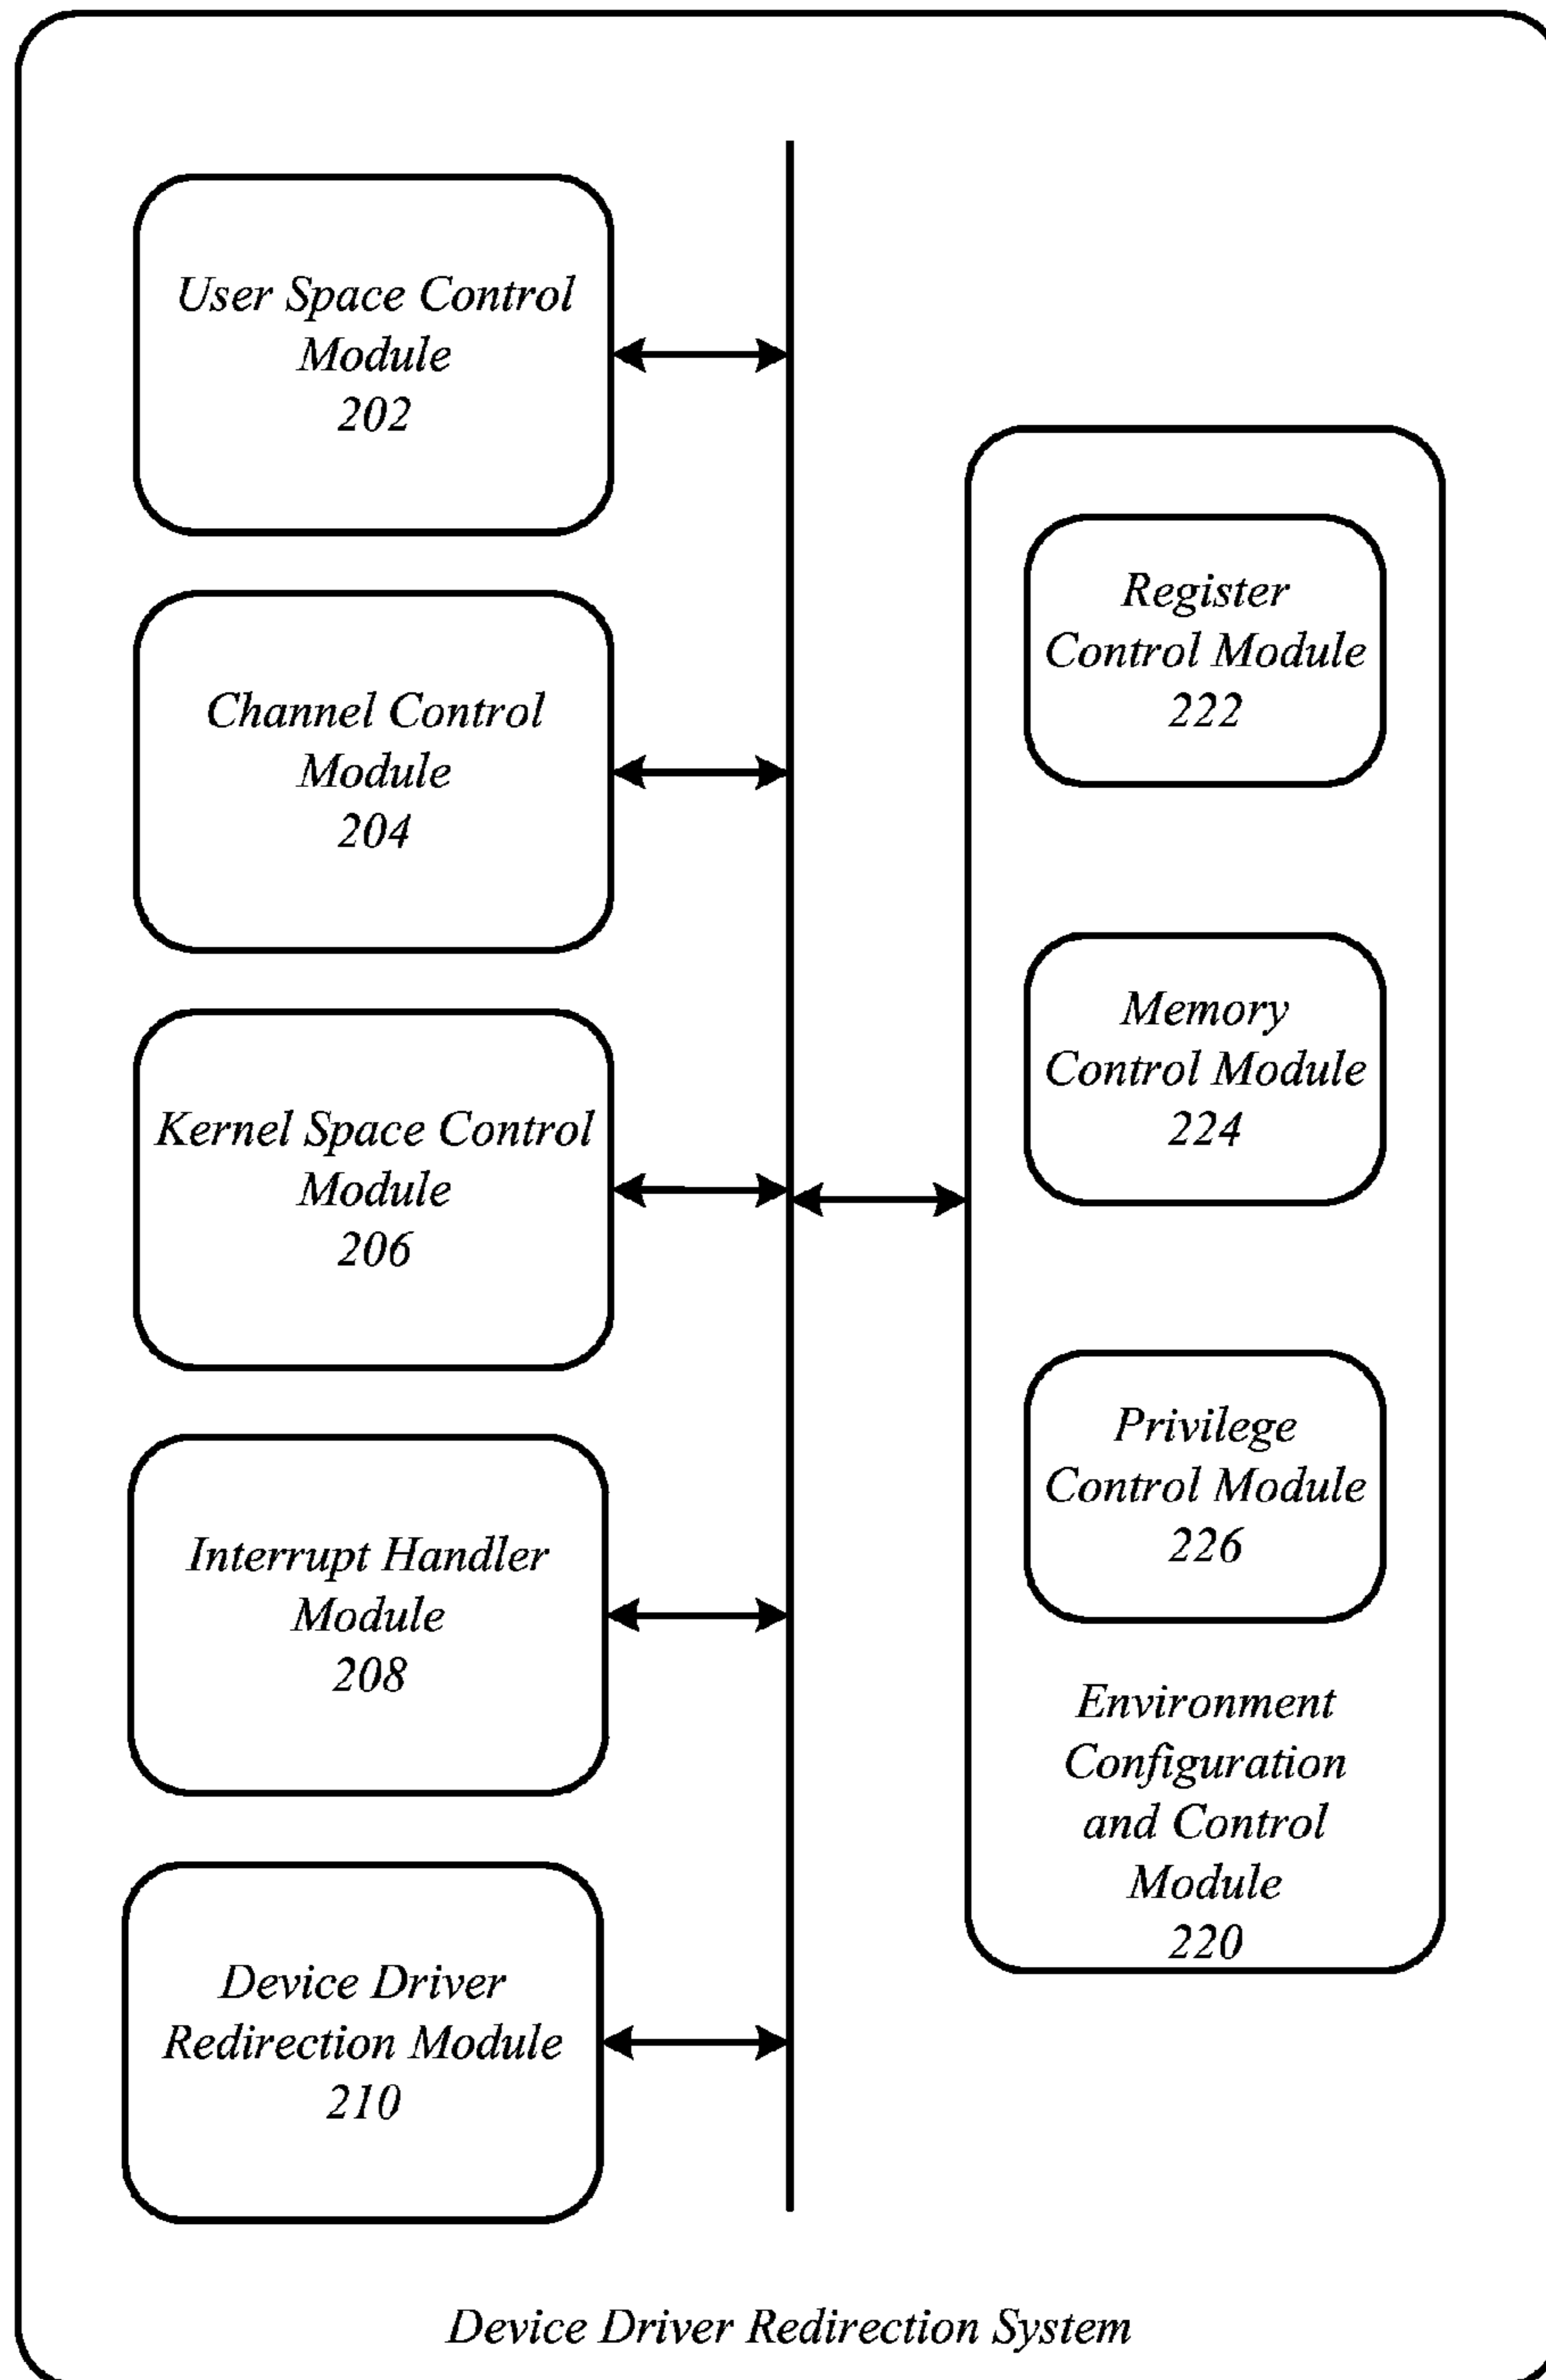 User Space Control
Module
202
Channel Control
Module
204
Kernel Space Control
Module
206
Interrupt Handler
Module
208
Device Driver
Redirection Module
210
Register
Control Module
222
Memory
Control Module
224
Privilege
Control Module
226
Environment
Configuration
and Control
Module
220
Device Driver Redirection System